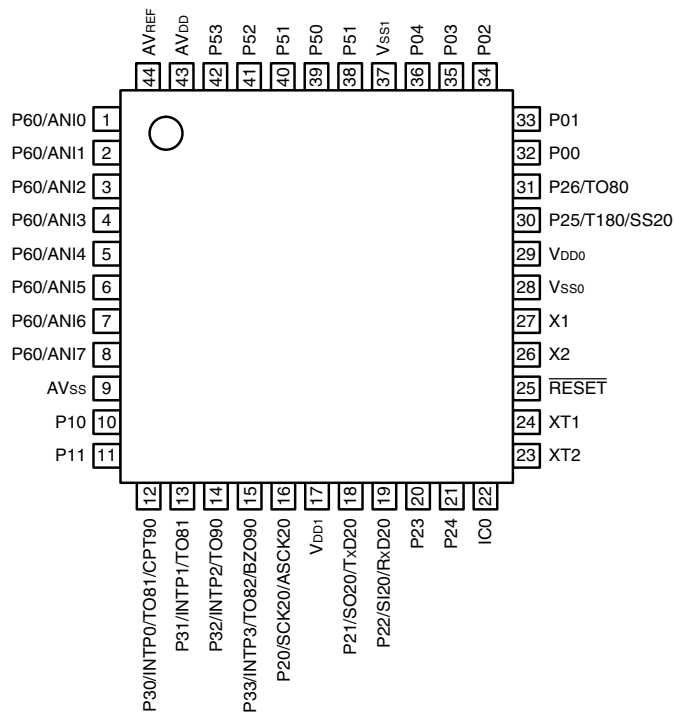 AVREF
AVDD
P53
P52
P51
P50
P51
VSS1
P04
P03
P02
44
43
42
41
40
39
38
37
36
35
34
P60/ANI0 1
P60/ANI1 2
P60/ANI2 3
P60/ANI3 4
P60/ANI4 5
P60/ANI5 6
P60/ANI6 7
P60/ANI7 8
AVSS 9
P10 10
P11 11
33 P01
32 P00
31 P26/TO80
30 P25/T180/SS20
29 VDD0
28 VSS0
27 X1
26 X2
25 RESET
24 XT1
23 XT2
12
13
14
15
16
17
18
19
20
21
22
P30/INTP0/TO81/CPT90
P31/INTP1/TO81
P32/INTP2/TO90
P33/INTP3/TO82/BZO90
P20/SCK20/ASCK20
VDD1
P21/SO20/TxD20
P22/SI20/RxD20
P23
P24
IC0